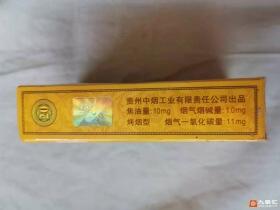 20
贵州中烟工业有限责任公司出品
焦油量:10mg 烟气烟碱量:1.0mg
烤烟型 烟气一氧化碳量:11mg